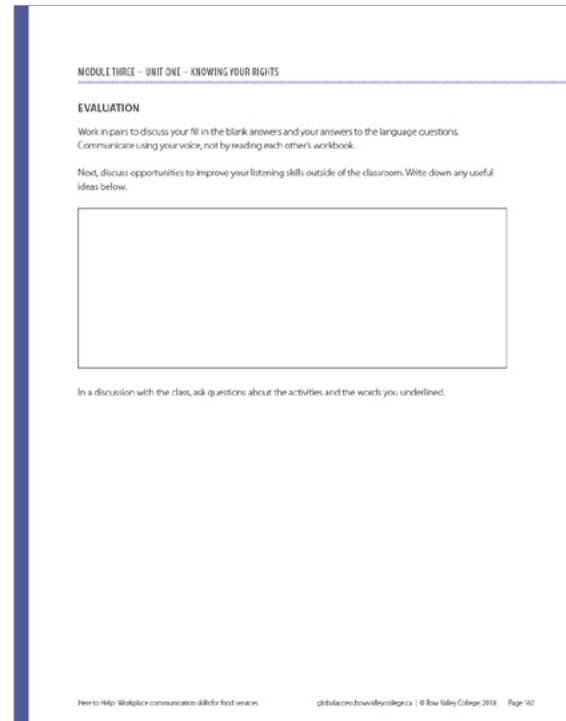 MODULE THREE – UNIT ONE – KNOWING YOUR RIGHTS
EVALUATION
Work in pairs to discuss your fill in the blank answers and your answers to the language questions.
Communicate using your voice, not by reading each other's workbook.
Next, discuss opportunities to improve your listening skills outside of the classroom. Write down any useful
ideas below.
In a discussion with the class, ask questions about the activities and the words you underlined.
Here to Help: Workplace communication skills for food services globalaccess.bowvalleycollege.ca | © Bow Valley College, 2018 Page 162